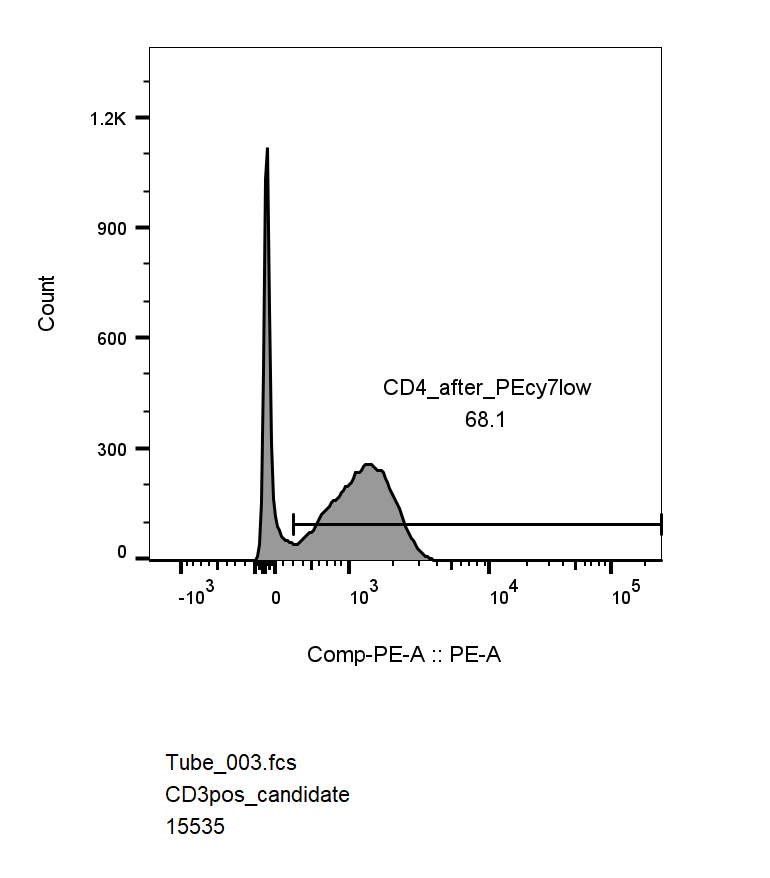 1.2K
900
600
300
0
Count
CD4_after_PEcy7low
68.1
-10³ 0 10³ 10⁴ 10⁵
Comp-PE-A :: PE-A
Tube_003.fcs
CD3pos_candidate
15535